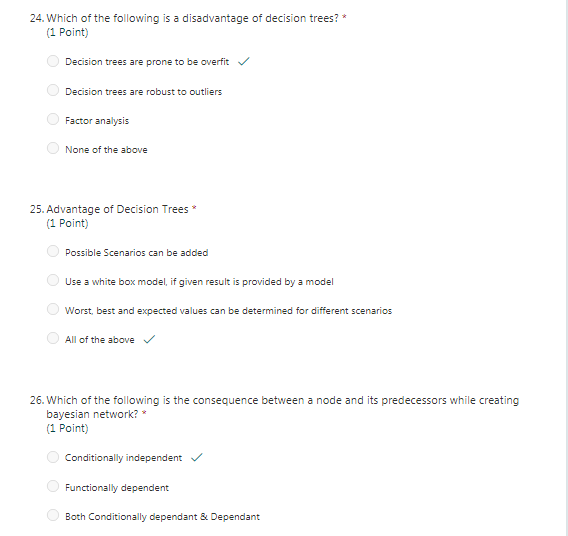 24. Which of the following is a disadvantage of decision trees? *
(1 Point)
Decision trees are prone to be overfit
Decision trees are robust to outliers
Factor analysis
None of the above
25. Advantage of Decision Trees *
(1 Point)
Possible Scenarios can be added
Use a white box model, if given result is provided by a model
Worst, best and expected values can be determined for different scenarios
All of the above
26. Which of the following is the consequence between a node and its predecessors while creating
bayesian network? *
(1 Point)
Conditionally independent
Functionally dependent
Both Conditionally dependant & Dependant